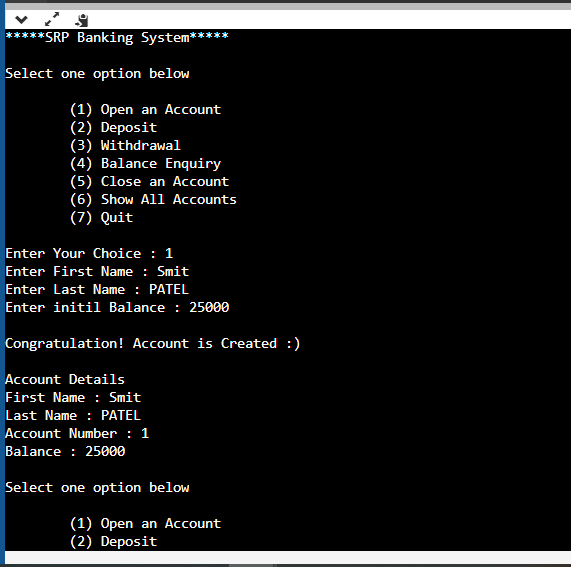 *****SRP Banking System*****
Select one option below
(1) Open an Account
(2) Deposit
(3) Withdrawal
(4) Balance Enquiry
(5) Close an Account
(6) Show All Accounts
(7) Quit
Enter Your Choice : 1
Enter First Name : Smit
Enter Last Name : PATEL
Enter initil Balance : 25000
Congratulation! Account is Created :)
Account Details
First Name : Smit
Last Name : PATEL
Account Number : 1
Balance : 25000
Select one option below
(1) Open an Account
(2) Deposit